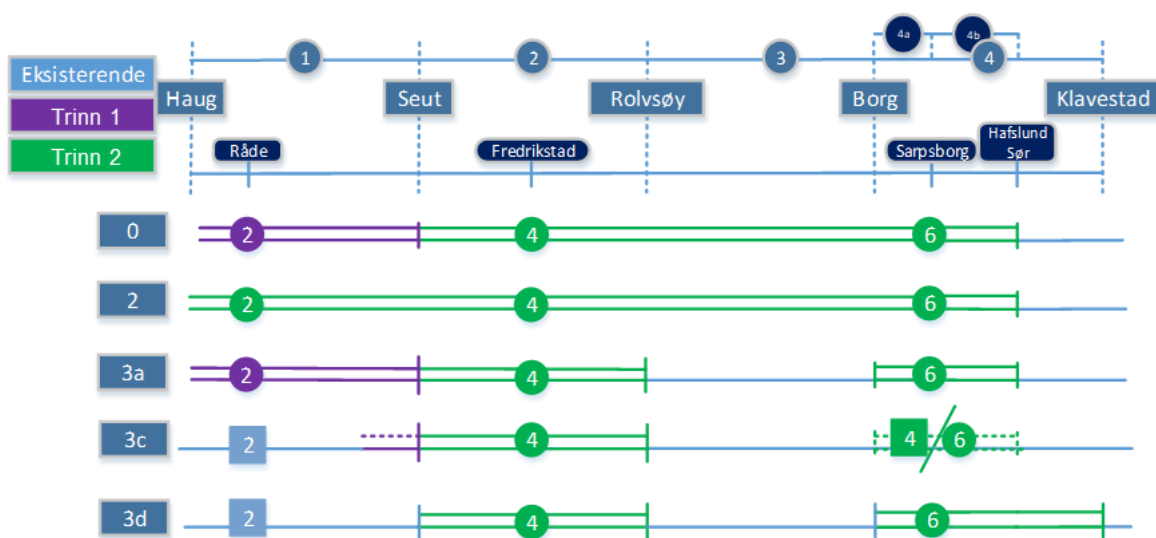 4a
4b
1
2
3
4
Eksisterende
Trinn 1
Trinn 2
Haug
Seut
Rolvsøy
Borg
Klavestad
Råde
Fredrikstad
Sarpsborg
Hafslund
Sør
0
2
4
6
2
2
4
6
3a
2
4
6
3c
2
4
4
6
3d
2
4
6